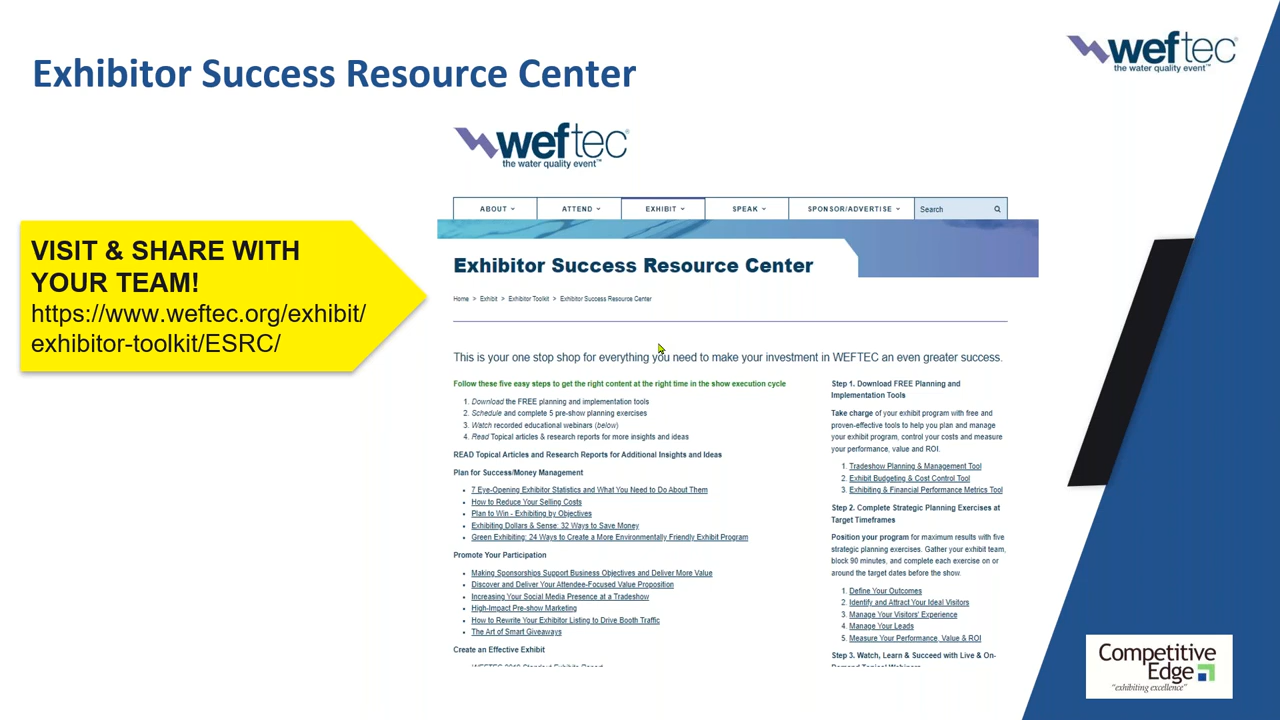 Exhibitor Success Resource Center
weftec®
the water quality event™
VISIT & SHARE WITH
YOUR TEAM!
https://www.weftec.org/exhibit/
exhibitor-toolkit/ESRC/
weftec®
the water quality event™
ABOUT
ATTEND
EXHIBIT
SPEAK
SPONSOR/ADVERTISE
Search
Exhibitor Success Resource Center
Home > Exhibit > Exhibitor Toolkit > Exhibitor Success Resource Center
This is your one stop shop for everything you need to make your investment in WEFTEC an even greater success.
Follow these five easy steps to get the right content at the right time in the show execution cycle
1. Download the FREE planning and implementation tools
2. Schedule and complete 5 pre-show planning exercises
3. Watch recorded educational webinars (below)
4. Read Topical articles & research reports for more insights and ideas
READ Topical Articles and Research Reports for Additional Insights and Ideas
Plan for Success/Money Management
• 7 Eye-Opening Exhibitor Statistics and What You Need to Do About Them
• How to Reduce Your Selling Costs
• Plan to Win - Exhibiting by Objectives
• Exhibiting Dollars & Sense: 32 Ways to Save Money
• Green Exhibiting: 24 Ways to Create a More Environmentally Friendly Exhibit Program
Promote Your Participation
• Making Sponsorships Support Business Objectives and Deliver More Value
• Discover and Deliver Your Attendee-Focused Value Proposition
• Increasing Your Social Media Presence at a Tradeshow
• High-Impact Pre-show Marketing
• How to Rewrite Your Exhibitor Listing to Drive Booth Traffic
• The Art of Smart Giveaways
Create an Effective Exhibit
Step 1. Download FREE Planning and
Implementation Tools
Take charge of your exhibit program with free and
proven-effective tools to help you plan and manage
your exhibit program, control your costs and measure
your performance, value and ROI.
1. Tradeshow Planning & Management Tool
2. Exhibit Budgeting & Cost Control Tool
3. Exhibiting & Financial Performance Metrics Tool
Step 2. Complete Strategic Planning Exercises at
Target Timeframes
Position your program for maximum results with five
strategic planning exercises. Gather your exhibit team,
block 90 minutes, and complete each exercise on or
around the target dates before the show.
1. Define Your Outcomes
2. Identify and Attract Your Ideal Visitors
3. Manage Your Visitors' Experience
4. Manage Your Leads
5. Measure Your Performance, Value & ROI
Step 3. Watch, Learn & Succeed with Live & On-
Competitive
Edge
"exhibiting excellence"